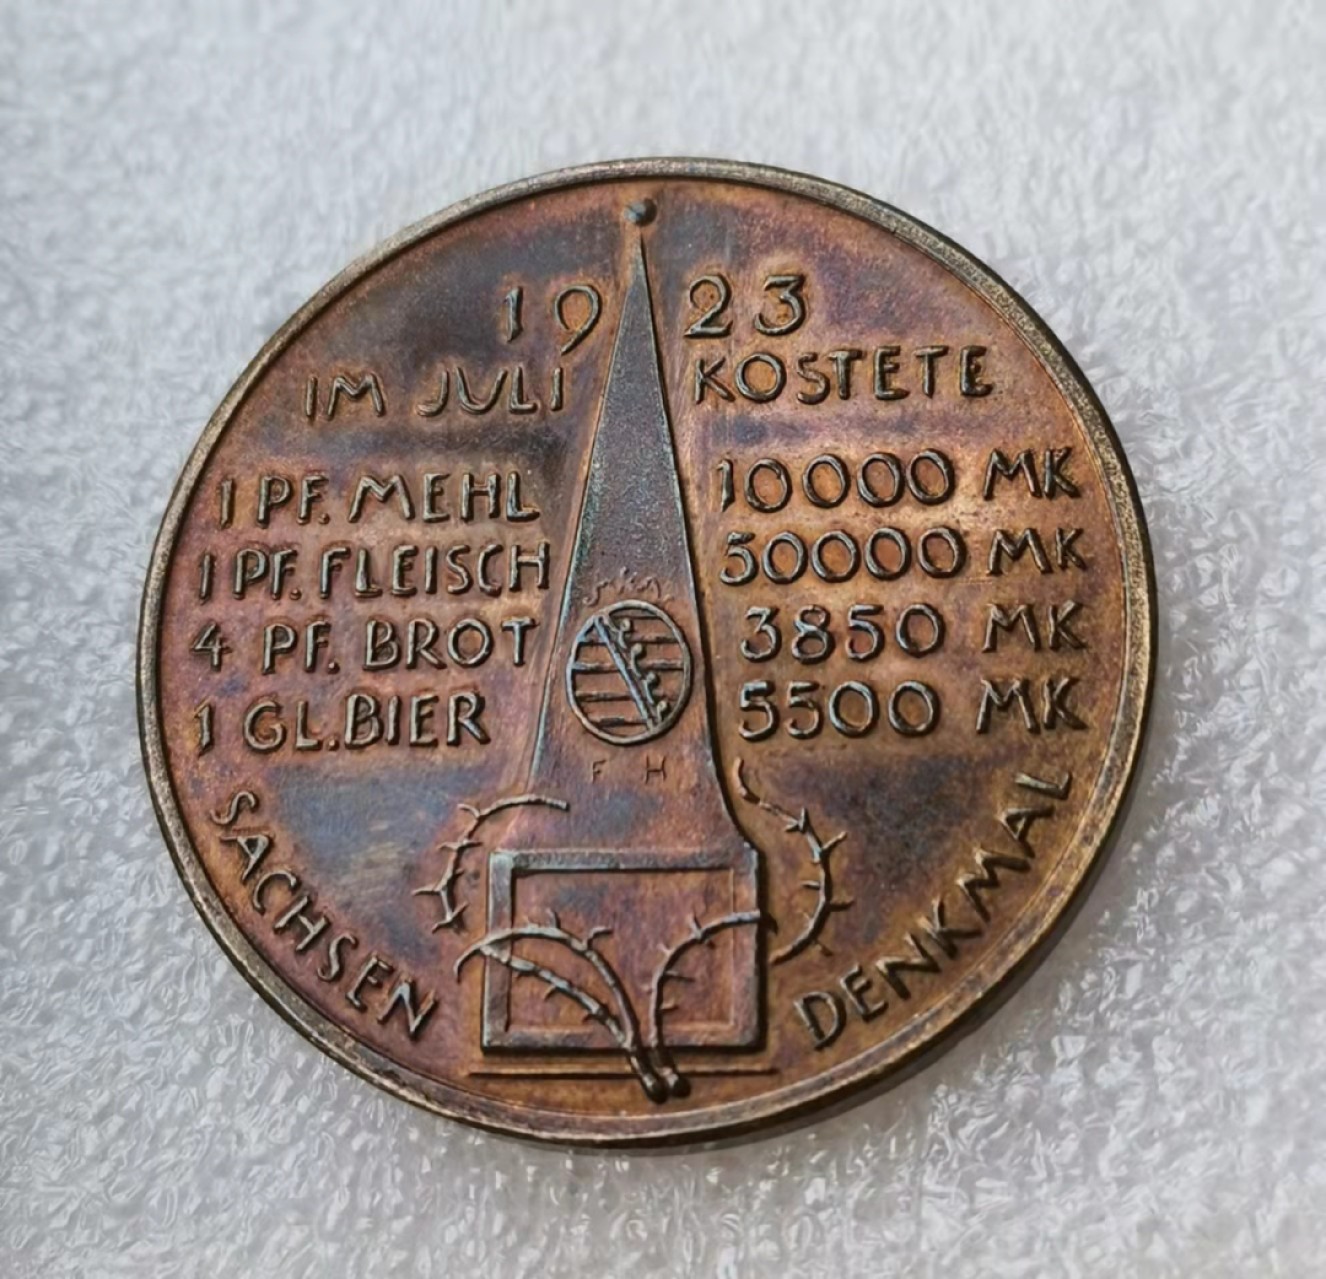 1923
IM JULI KOSTETE
1 PF. MEHL 10000 MK
1 PF. FLEISCH 50000 MK
4 PF. BROT 3850 MK
1 GL. BIER 5500 MK
F H
SACHSEN DENKMAL